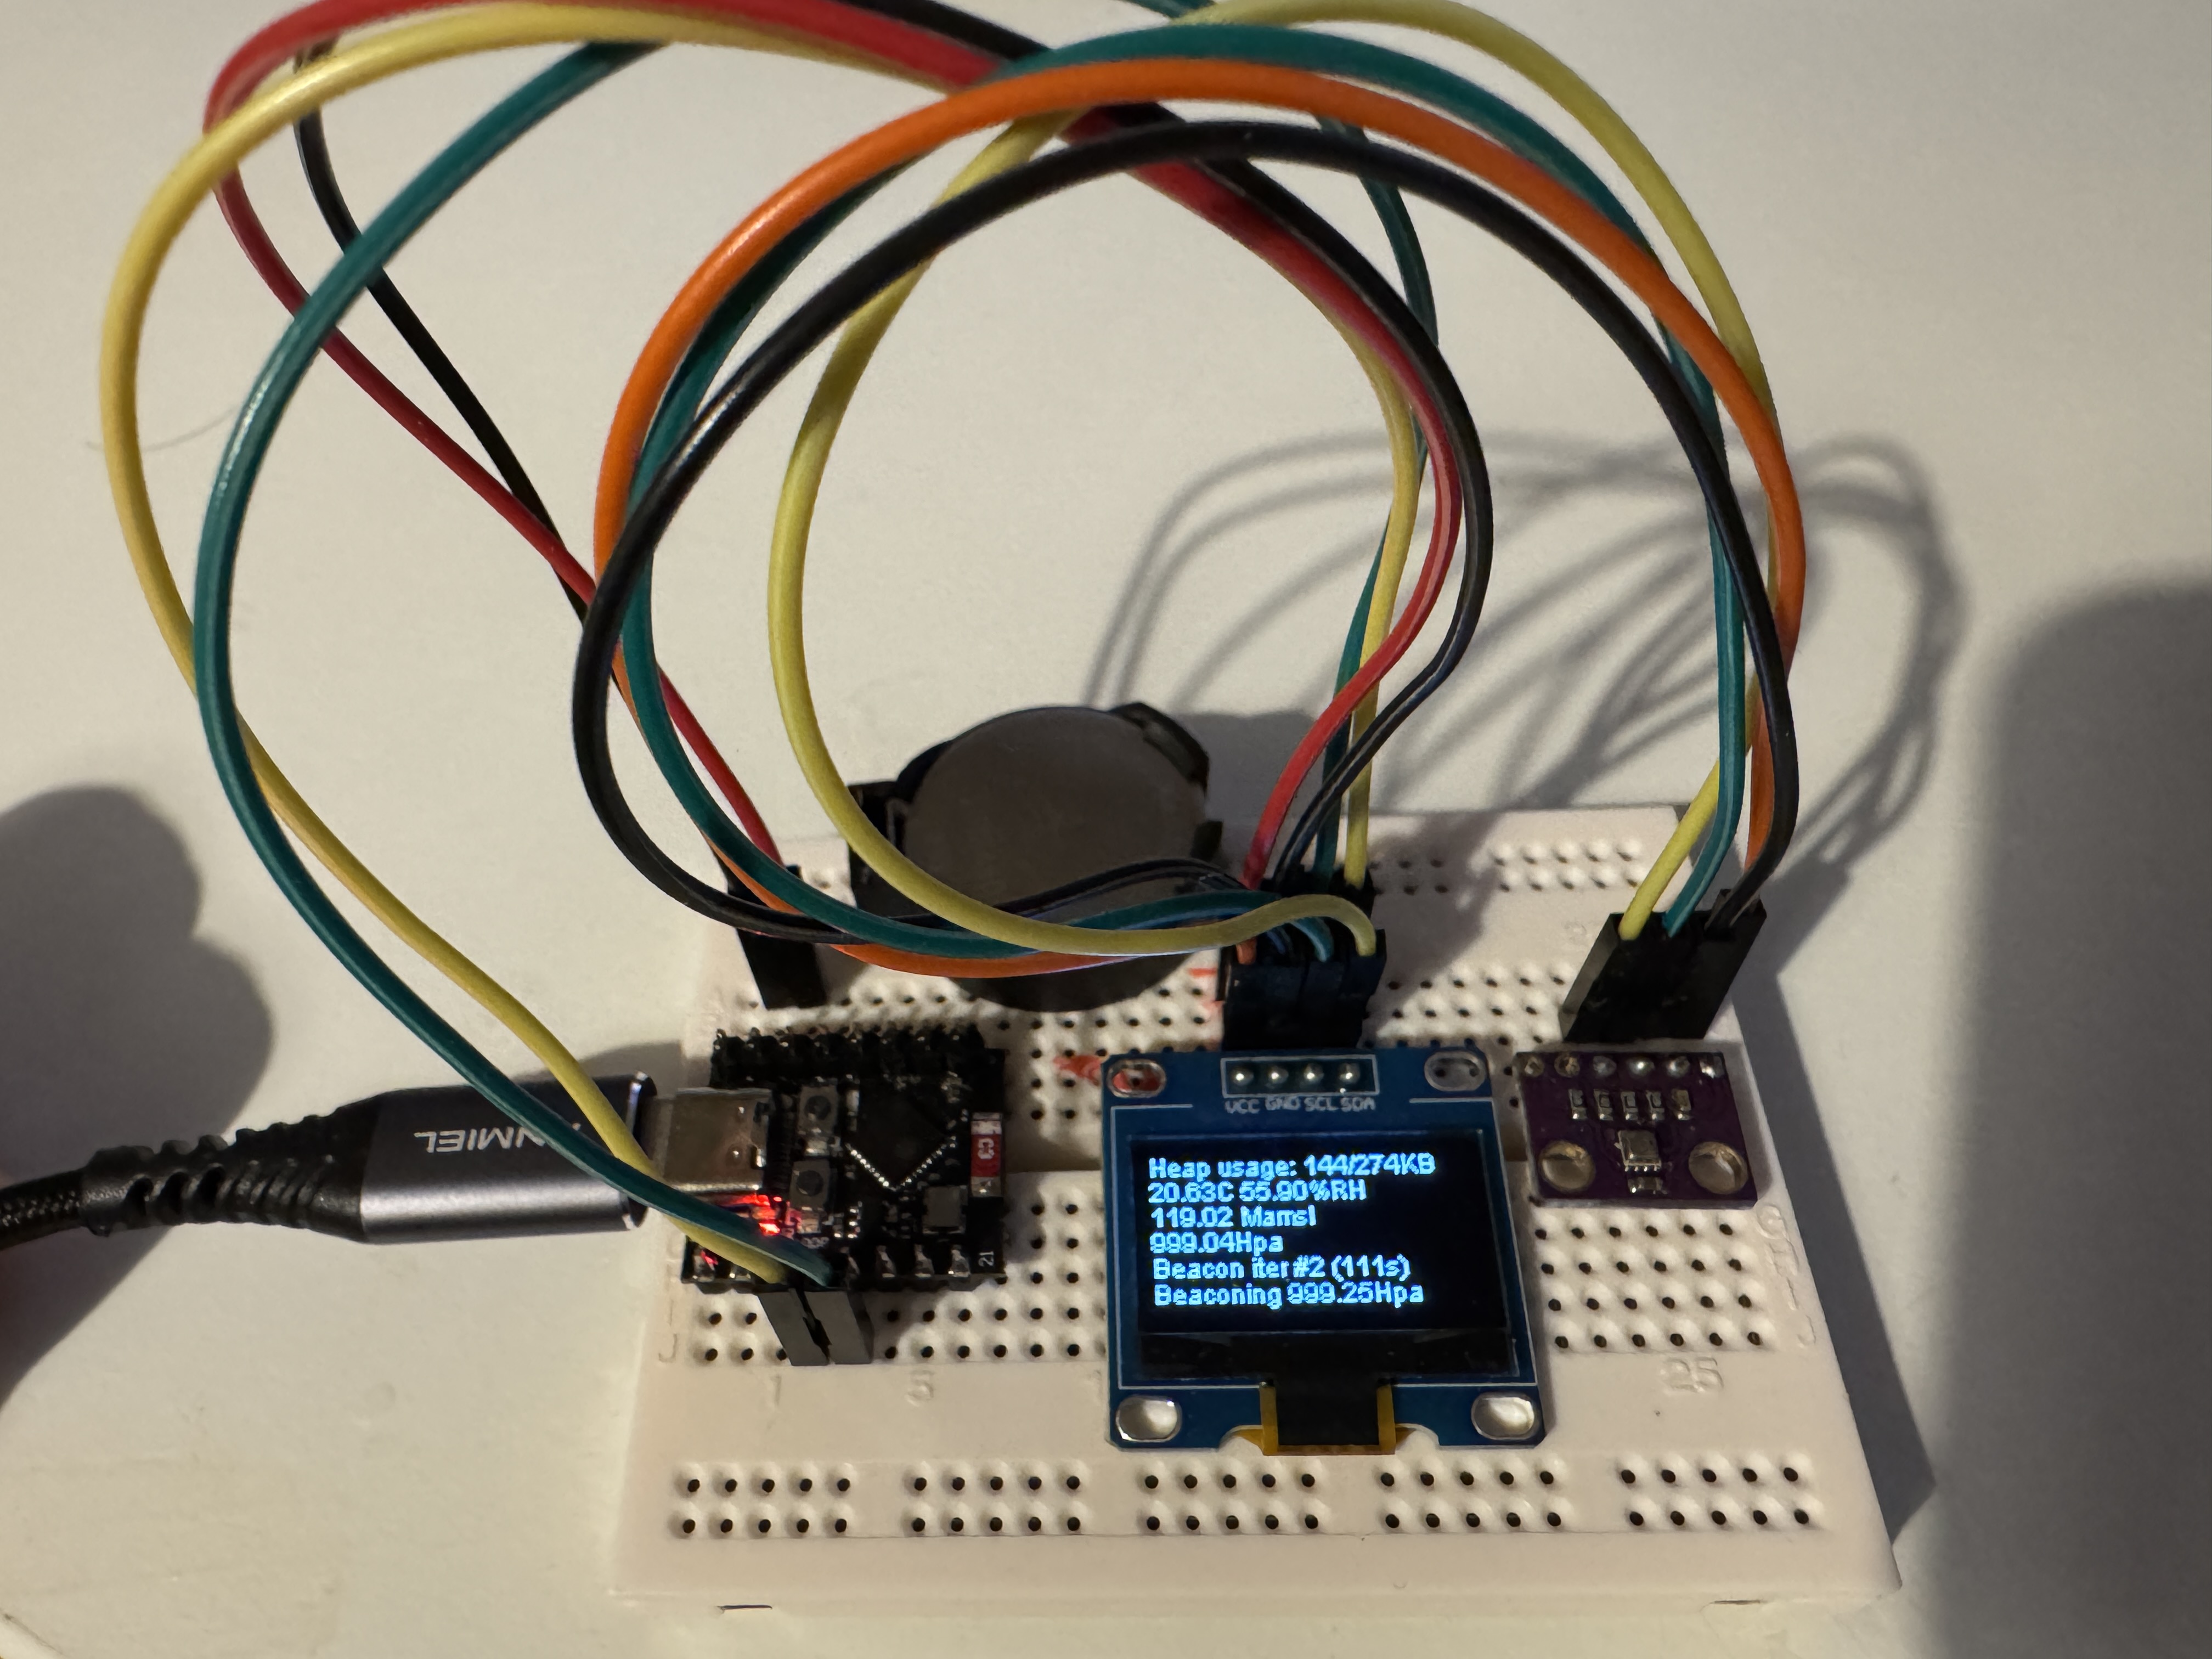 VCC GND SCL SDA
Heap usage: 144/274KB
20.63C 55.90%RH
119.02 Mamsl
999.04Hpa
Beacon iter#2 (111s)
Beaconing 999.25Hpa
C3
21
1
5
25
J